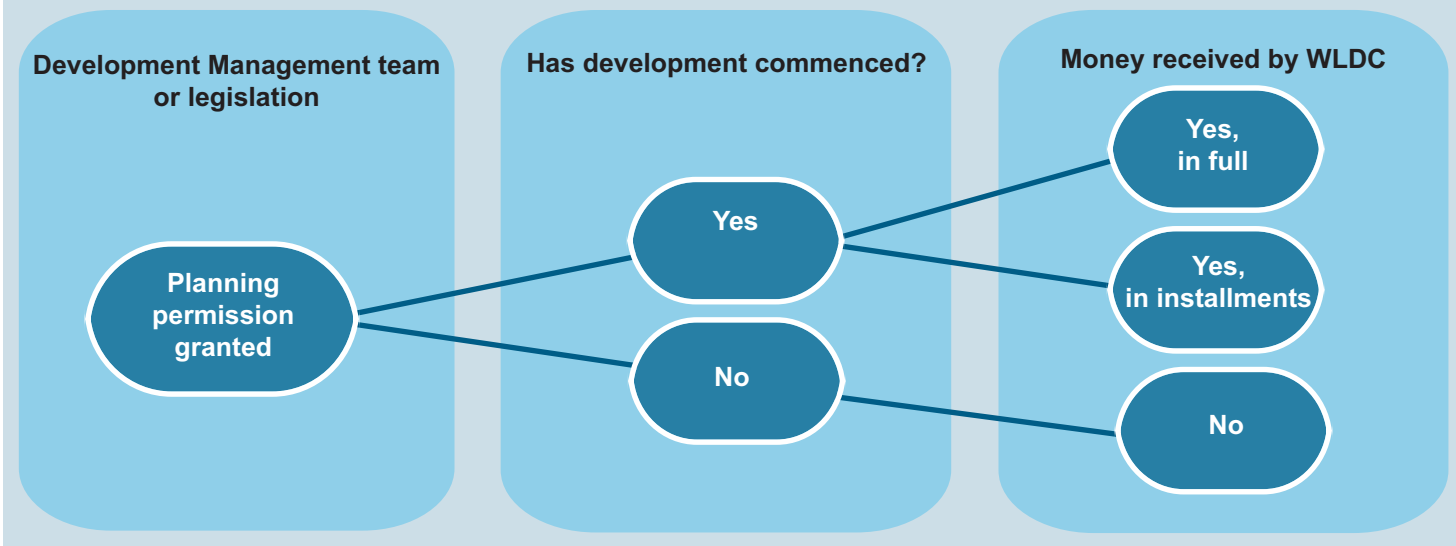 Development Management team
or legislation
Planning
permission
granted
Has development commenced?
Yes
No
Money received by WLDC
Yes,
in full
Yes,
in installments
No